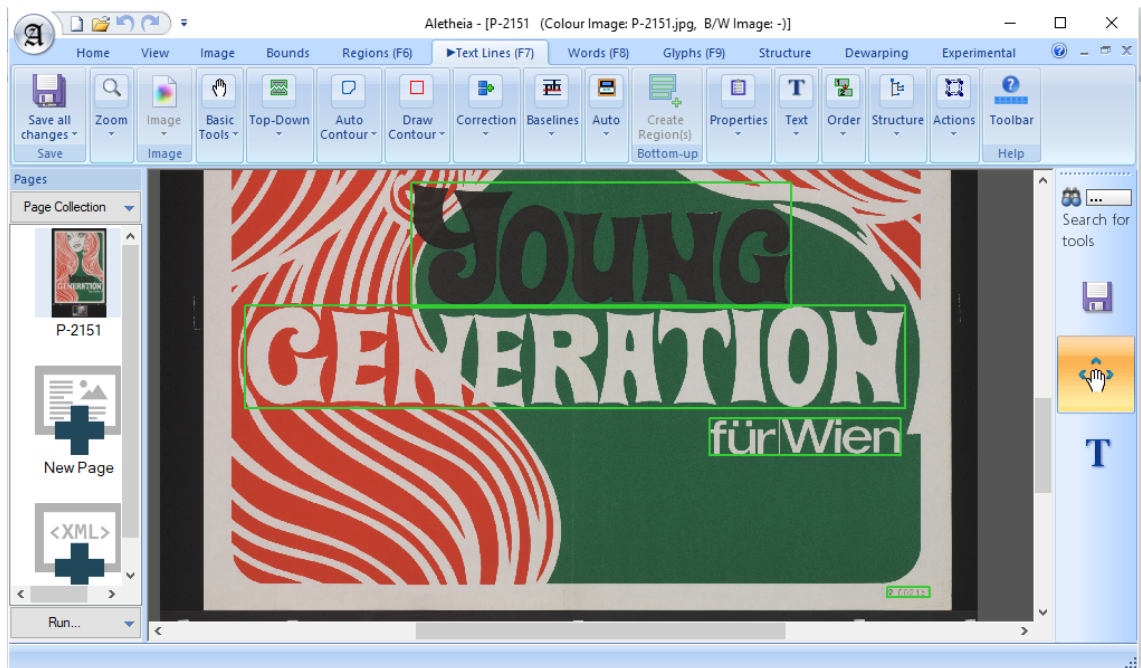 Aletheia - [P-2151 (Colour Image: P-2151.jpg, B/W Image: -)]
Home View Image Bounds Regions (F6) ▶Text Lines (F7) Words (F8) Glyphs (F9) Structure Dewarping Experimental
Save all changes Zoom Image Basic Tools Top-Down Auto Contour Draw Contour Correction Baselines Auto Create Region(s) Properties Text Order Structure Actions Toolbar
Save Image Bottom-up Help
Pages
Page Collection
P-2151
New Page
<XML>
Run...
YOUNG
GENERATION
für Wien
...
Search for
tools
T